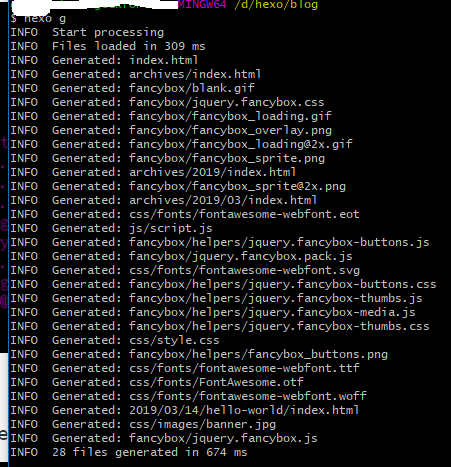 MINGW64 /d/hexo/blog
$ hexo g
INFO  Start processing
INFO  Files loaded in 309 ms
INFO  Generated: index.html
INFO  Generated: archives/index.html
INFO  Generated: fancybox/blank.gif
INFO  Generated: fancybox/jquery.fancybox.css
INFO  Generated: fancybox/fancybox_loading.gif
INFO  Generated: fancybox/fancybox_overlay.png
INFO  Generated: fancybox/fancybox_loading@2x.gif
INFO  Generated: fancybox/fancybox_sprite.png
INFO  Generated: archives/2019/index.html
INFO  Generated: fancybox/fancybox_sprite@2x.png
INFO  Generated: archives/2019/03/index.html
INFO  Generated: css/fonts/fontawesome-webfont.eot
INFO  Generated: js/script.js
INFO  Generated: fancybox/helpers/jquery.fancybox-buttons.js
INFO  Generated: fancybox/jquery.fancybox.pack.js
INFO  Generated: css/fonts/fontawesome-webfont.svg
INFO  Generated: fancybox/helpers/jquery.fancybox-buttons.css
INFO  Generated: fancybox/helpers/jquery.fancybox-thumbs.js
INFO  Generated: fancybox/helpers/jquery.fancybox-media.js
INFO  Generated: fancybox/helpers/jquery.fancybox-thumbs.css
INFO  Generated: css/style.css
INFO  Generated: fancybox/helpers/fancybox_buttons.png
INFO  Generated: css/fonts/fontawesome-webfont.ttf
INFO  Generated: css/fonts/FontAwesome.otf
INFO  Generated: css/fonts/fontawesome-webfont.woff
INFO  Generated: 2019/03/14/hello-world/index.html
INFO  Generated: css/images/banner.jpg
INFO  Generated: fancybox/jquery.fancybox.js
INFO  28 files generated in 674 ms